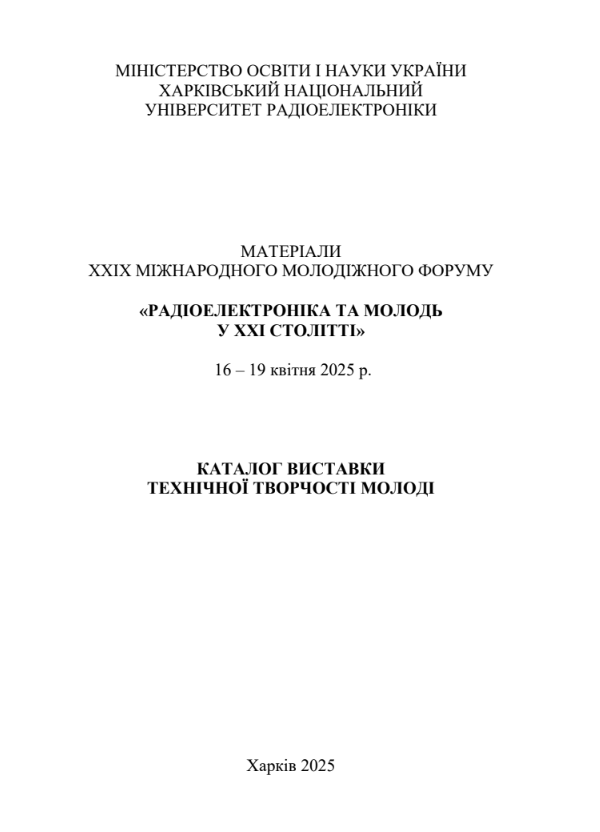 МІНІСТЕРСТВО ОСВІТИ І НАУКИ УКРАЇНИ
ХАРКІВСЬКИЙ НАЦІОНАЛЬНИЙ
УНІВЕРСИТЕТ РАДІОЕЛЕКТРОНІКИ
МАТЕРІАЛИ
XXIX МІЖНАРОДНОГО МОЛОДІЖНОГО ФОРУМУ
«РАДІОЕЛЕКТРОНІКА ТА МОЛОДЬ
У XXI СТОЛІТТІ»
16 – 19 квітня 2025 р.
КАТАЛОГ ВИСТАВКИ
ТЕХНІЧНОЇ ТВОРЧОСТІ МОЛОДІ
Харків 2025